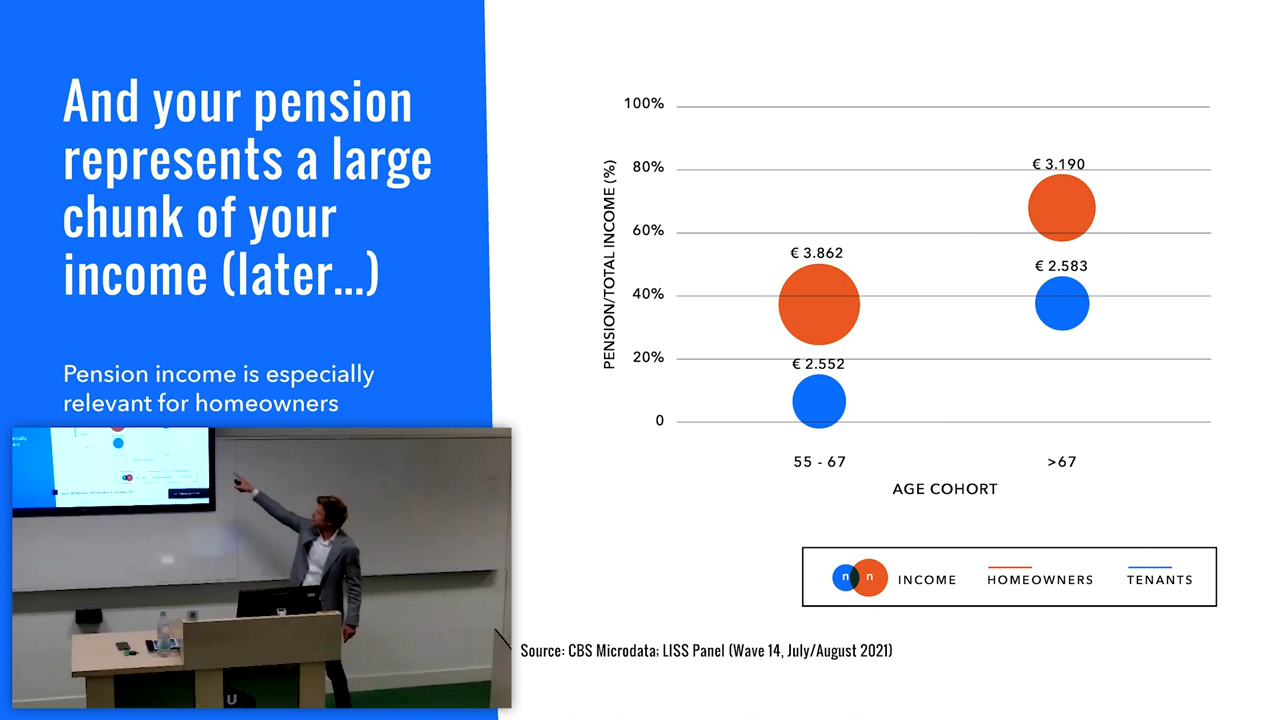 And your pension
represents a large
chunk of your
income (later...)
Pension income is especially
relevant for homeowners
PENSION/TOTAL INCOME (%)
100%
80%
60%
40%
20%
0
€ 3.862
€ 2.552
€ 3.190
€ 2.583
55 - 67
>67
AGE COHORT
n n INCOME HOMEOWNERS TENANTS
Source: CBS Microdata; LISS Panel (Wave 14, July/August 2021)
U